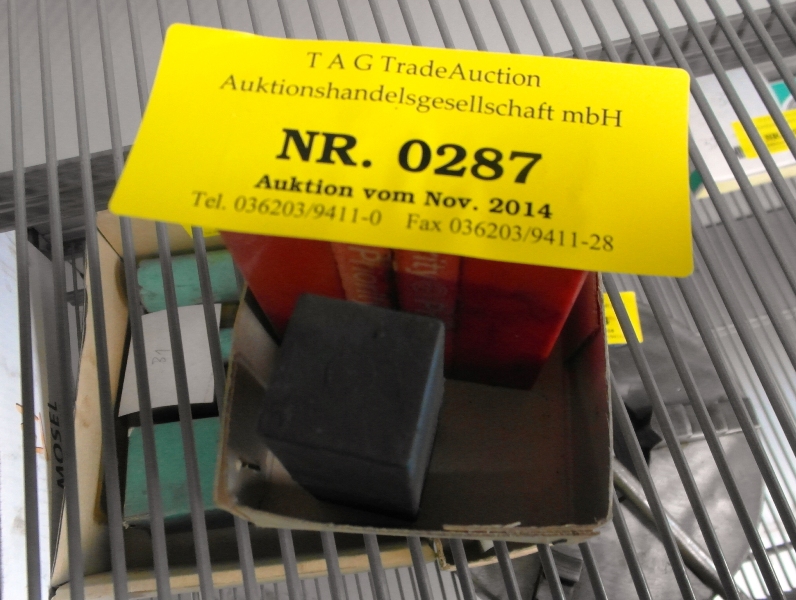 T A G TradeAuction
Auktionshandelsgesellschaft mbH
NR. 0287
Auktion vom Nov. 2014
Tel. 036203/9411-0 Fax 036203/9411-28
MOSEL